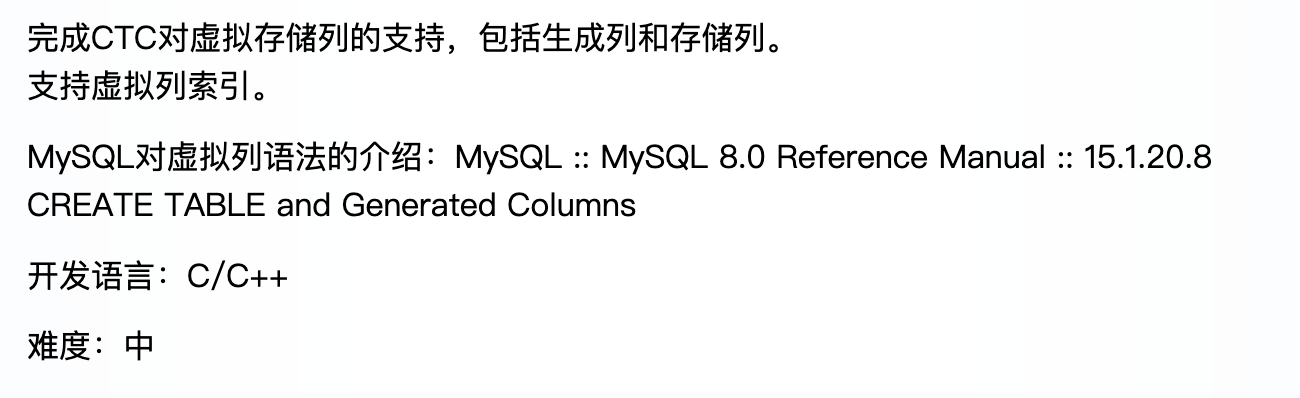 完成CTC对虚拟存储列的支持，包括生成列和存储列。
支持虚拟列索引。
MySQL对虚拟列语法的介绍：MySQL :: MySQL 8.0 Reference Manual :: 15.1.20.8
CREATE TABLE and Generated Columns
开发语言：C/C++
难度：中